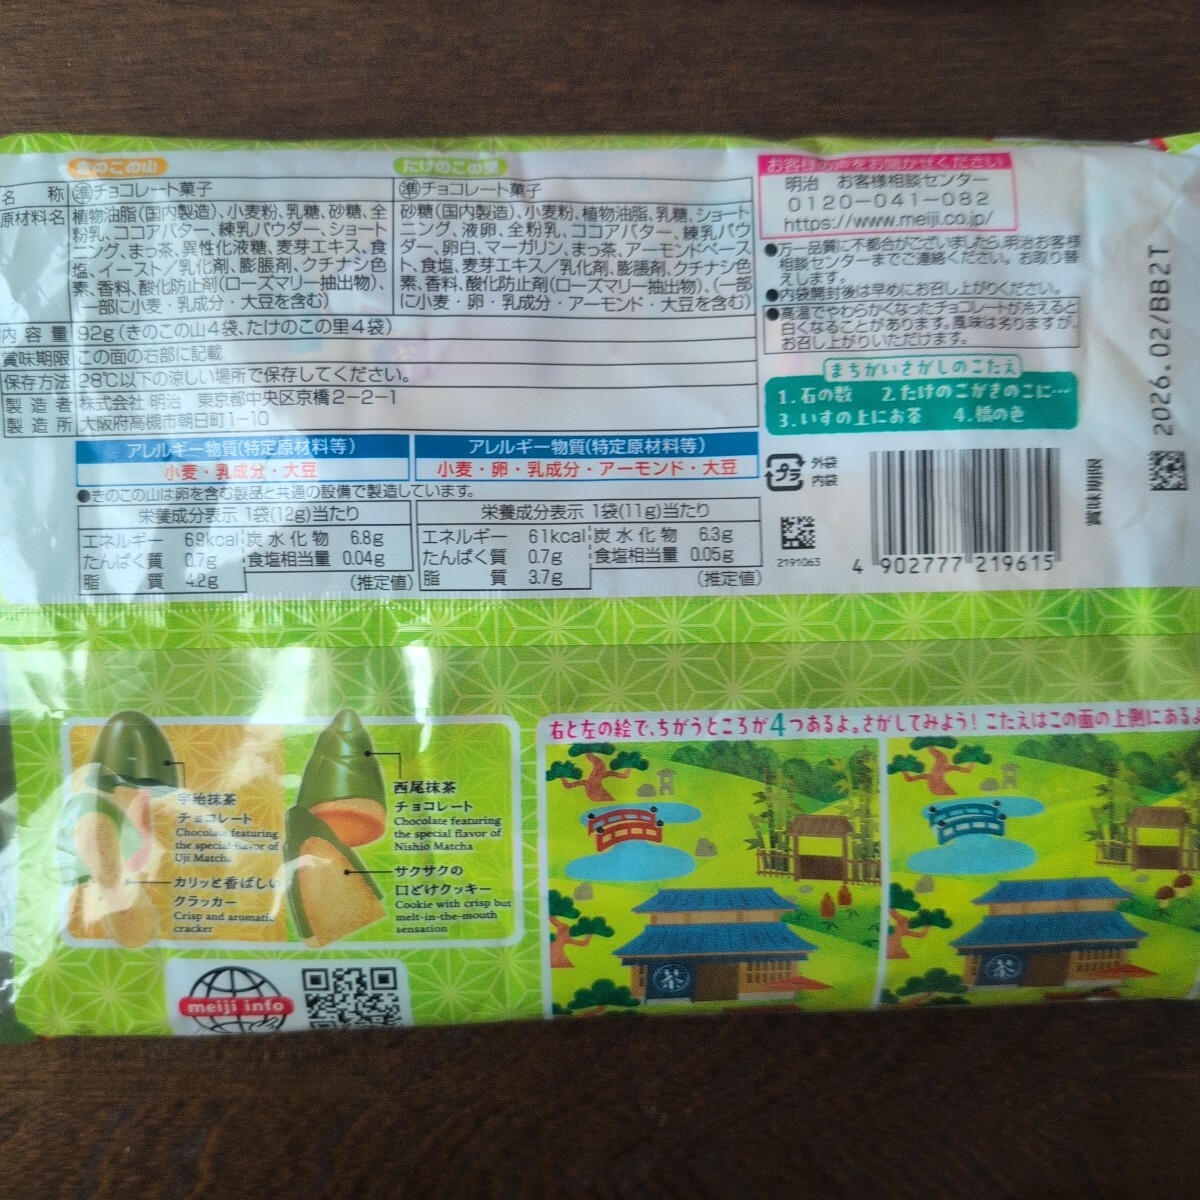 きのこの山
たけのこの里
名称 準チョコレート菓子
原材料名 植物油脂(国内製造)、小麦粉、乳糖、砂糖、全
粉乳、ココアバター、練乳パウダー、ショート
ニング、まっ茶、異性化液糖、麦芽エキス、食
塩、イースト/乳化剤、膨脹剤、クチナシ色
素、香料、酸化防止剤(ローズマリー抽出物)、
(一部に小麦・乳成分・大豆を含む)
準チョコレート菓子
砂糖(国内製造)、小麦粉、植物油脂、乳糖、ショート
ニング、液卵、全粉乳、ココアバター、練乳パウ
ダー、卵白、マーガリン、まっ茶、アーモンドペース
ト、食塩、麦芽エキス/乳化剤、膨脹剤、クチナシ色
素、香料、酸化防止剤(ローズマリー抽出物)、(一部
に小麦・卵・乳成分・アーモンド・大豆を含む)
内容量 92g(きのこの山4袋、たけのこの里4袋)
賞味期限 この面の右部に記載
保存方法 28℃以下の涼しい場所で保存してください。
製造者 株式会社 明治 東京都中央区京橋2-2-1
製造所 大阪府高槻市朝日町1-10
アレルギー物質(特定原材料等)
小麦・乳成分・大豆
アレルギー物質(特定原材料等)
小麦・卵・乳成分・アーモンド・大豆
●きのこの山は卵を含む製品と共通の設備で製造しています。
栄養成分表示 1袋(12g)当たり
エネルギー 69kcal 炭水化物 6.8g
たんぱく質 0.7g 食塩相当量 0.04g
脂質 4.2g (推定値)
栄養成分表示 1袋(11g)当たり
エネルギー 61kcal 炭水化物 6.3g
たんぱく質 0.7g 食塩相当量 0.05g
脂質 3.7g (推定値)
お客様の声をお聞かせください
明治 お客様相談センター
0120-041-082
https://www.meiji.co.jp/
●万一品質に不都合がございましたら、明治お客様
相談センターまでご連絡ください。お取り替
えします。
●内袋開封後は早めにお召し上がりください。
●高温でやわらかくなったチョコレートが冷えると
白くなることがあります。風味は劣りますが、
お召し上がりいただけます。
まちがいさがしのこたえ
1.石の数 2.たけのこがきのこに…
3.いすの上にお茶 4.橋の色
プラ
外袋
内袋
2191063
4 902777 219615
賞味期限
2026.02/BB2T
宇治抹茶
チョコレート
Chocolate featuring
the special flavor of
Uji Matcha
カリッと香ばしい
クラッカー
Crisp and aromatic
cracker
西尾抹茶
チョコレート
Chocolate featuring
the special flavor of
Nishio Matcha
サクサクの
口どけクッキー
Cookie with crisp but
melt-in-the-mouth
sensation
meiji info
右と左の絵で、ちがうところが4つあるよ。さがしてみよう!こたえはこの面の上側にあるよ
茶
茶